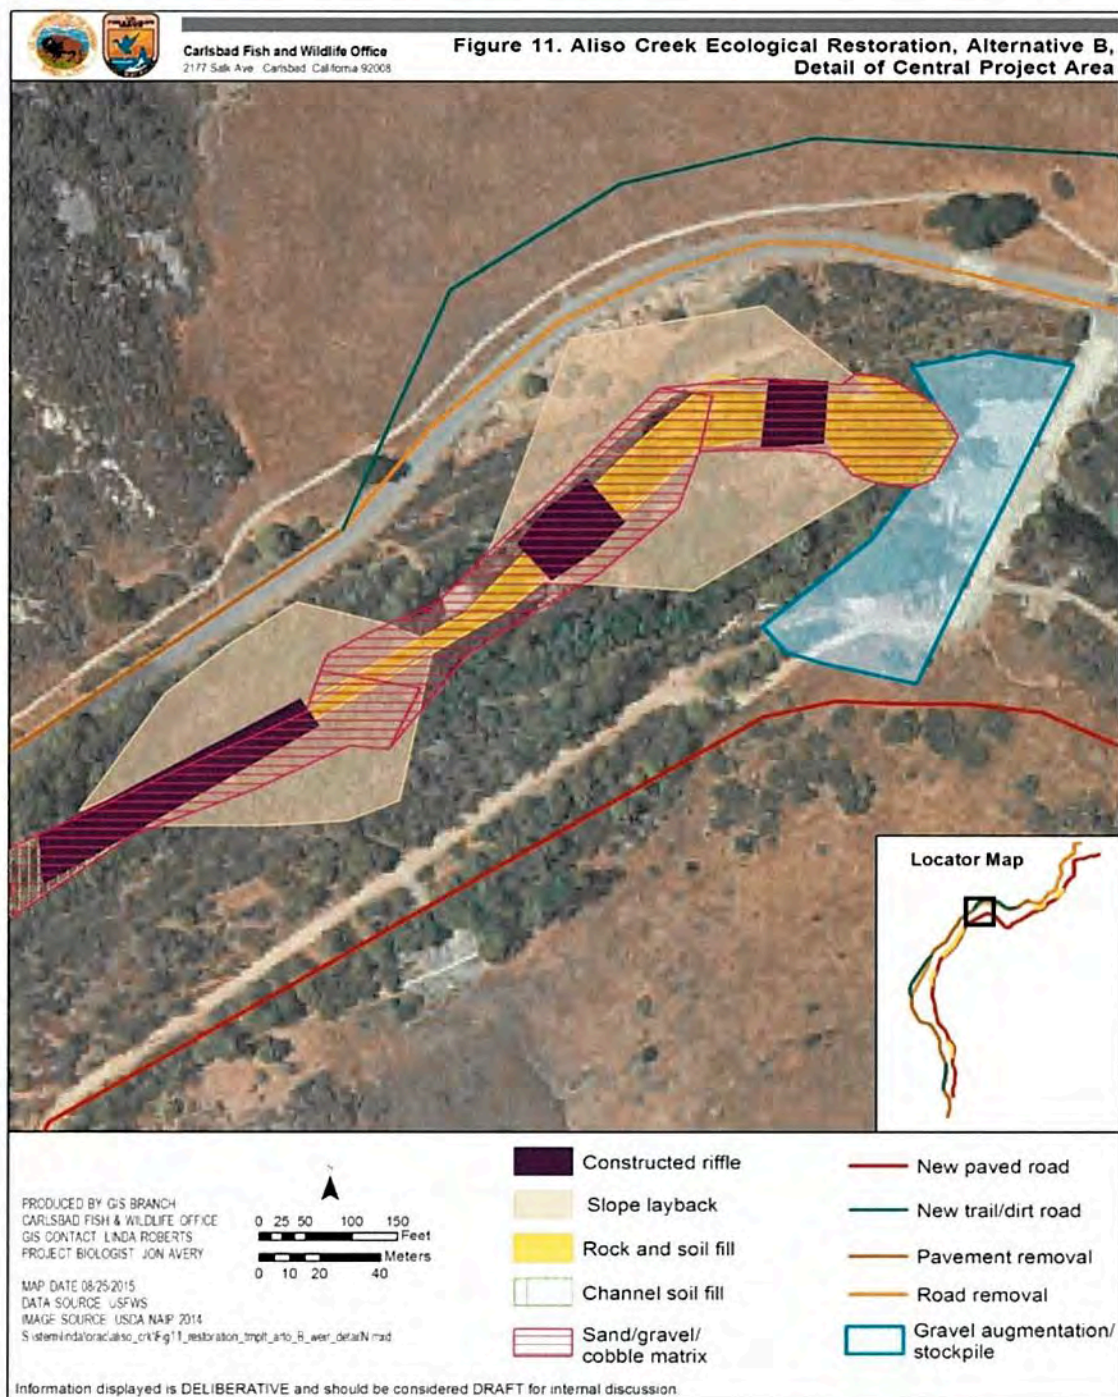 Carlsbad Fish and Wildlife Office
2177 Salk Ave Carlsbad California 92008
Figure 11. Aliso Creek Ecological Restoration, Alternative B,
Detail of Central Project Area
Locator Map
PRODUCED BY GIS BRANCH
CARLSBAD FISH & WILDLIFE OFFICE
GIS CONTACT LINDA ROBERTS
PROJECT BIOLOGIST JON AVERY
MAP DATE 08/25/2015
DATA SOURCE USFWS
IMAGE SOURCE USDA NAIP 2014
N
0 25 50 100 150
Feet
Meters
0 10 20 40
Constructed riffle
Slope layback
Rock and soil fill
Channel soil fill
Sand/gravel/
cobble matrix
New paved road
New trail/dirt road
Pavement removal
Road removal
Gravel augmentation/
stockpile
Information displayed is DELIBERATIVE and should be considered DRAFT for internal discussion